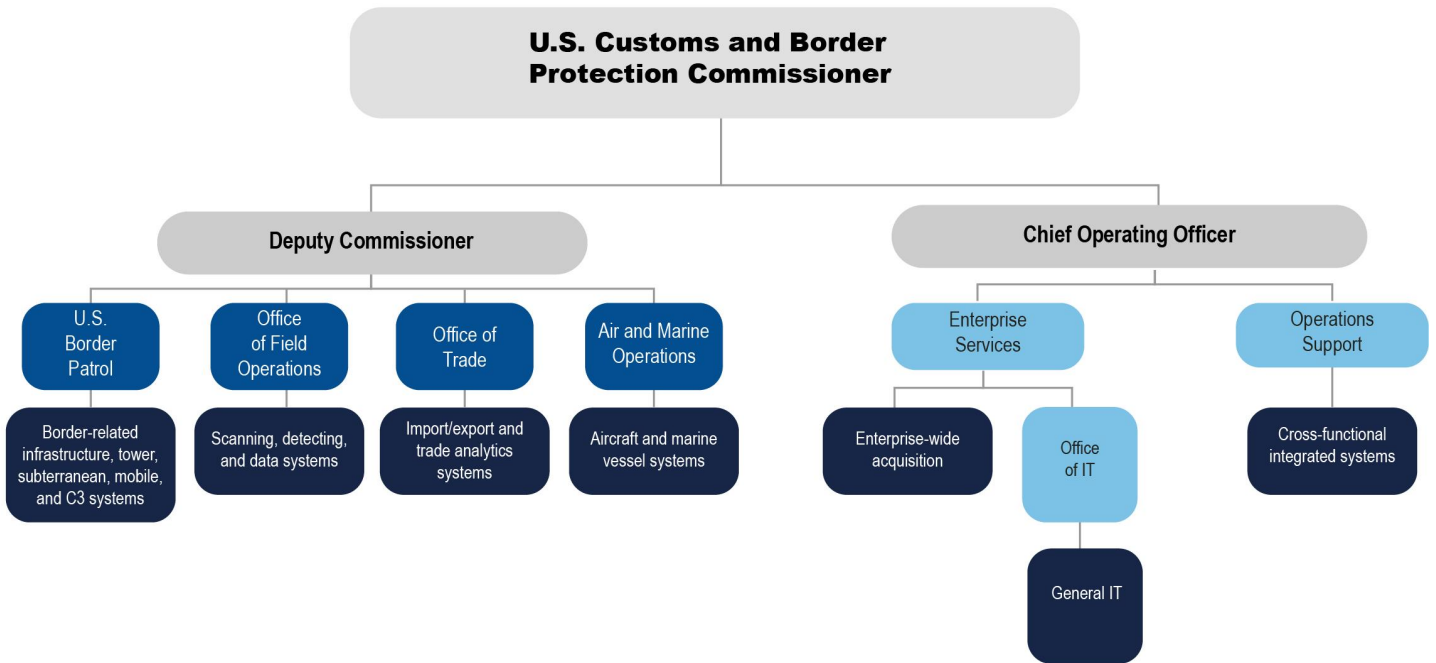 U.S. Customs and Border
Protection Commissioner
Deputy Commissioner
Chief Operating Officer
U.S.
Border
Patrol
Office
of Field
Operations
Office of
Trade
Air and Marine
Operations
Enterprise
Services
Operations
Support
Border-related
infrastructure, tower,
subterranean, mobile,
and C3 systems
Scanning, detecting,
and data systems
Import/export and
trade analytics
systems
Aircraft and marine
vessel systems
Enterprise-wide
acquisition
Office
of IT
Cross-functional
integrated systems
General IT